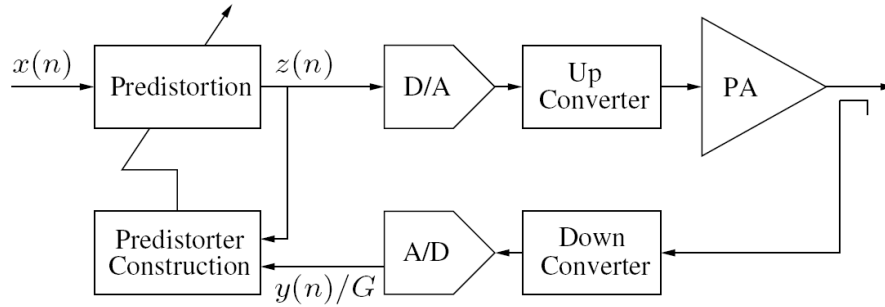 x(n)
Predistortion
z(n)
D/A
Up
Converter
PA
Predistorter
Construction
y(n)/G
A/D
Down
Converter